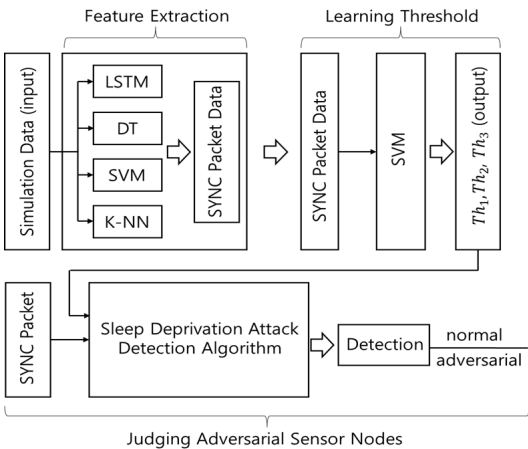 Feature Extraction
Learning Threshold
Simulation Data (input)
LSTM
DT
SVM
K-NN
SYNC Packet Data
SYNC Packet Data
SVM
Th₁,Th₂, Th₃ (output)
SYNC Packet
Sleep Deprivation Attack
Detection Algorithm
Detection
normal
adversarial
Judging Adversarial Sensor Nodes